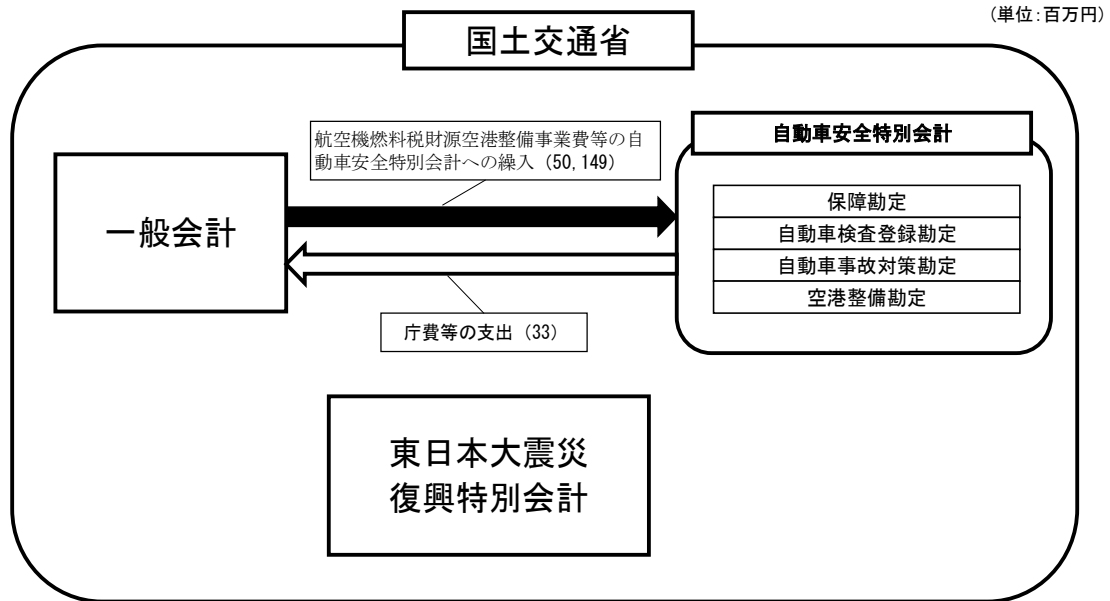 (単位:百万円)
国土交通省
航空機燃料税財源空港整備事業費等の自
動車安全特別会計への繰入（50,149）
自動車安全特別会計
一般会計
保障勘定
自動車検査登録勘定
自動車事故対策勘定
空港整備勘定
庁費等の支出（33）
東日本大震災
復興特別会計